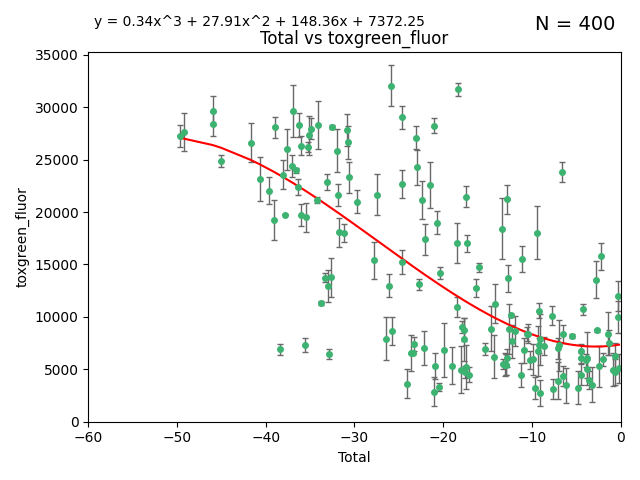 y = 0.34x^3 + 27.91x^2 + 148.36x + 7372.25
N = 400
Total vs toxgreen_fluor
35000
30000
25000
20000
15000
10000
5000
0
toxgreen_fluor
−60 −50 −40 −30 −20 −10 0
Total